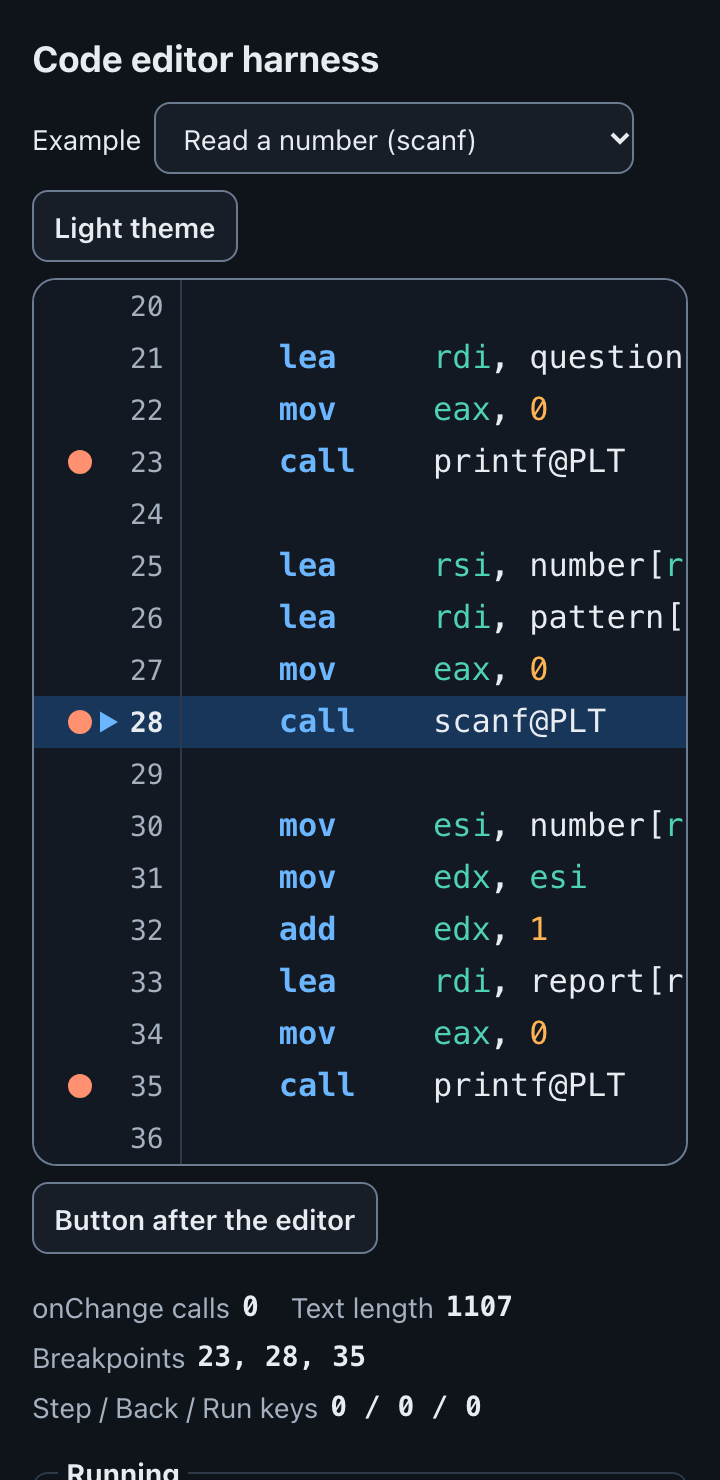 Code editor harness
Example Read a number (scanf)
Light theme
20
21 lea rdi, question
22 mov eax, 0
23 call printf@PLT
24
25 lea rsi, number[r
26 lea rdi, pattern[
27 mov eax, 0
28 call scanf@PLT
29
30 mov esi, number[r
31 mov edx, esi
32 add edx, 1
33 lea rdi, report[r
34 mov eax, 0
35 call printf@PLT
36
Button after the editor
onChange calls 0 Text length 1107
Breakpoints 23, 28, 35
Step / Back / Run keys 0 / 0 / 0
Running